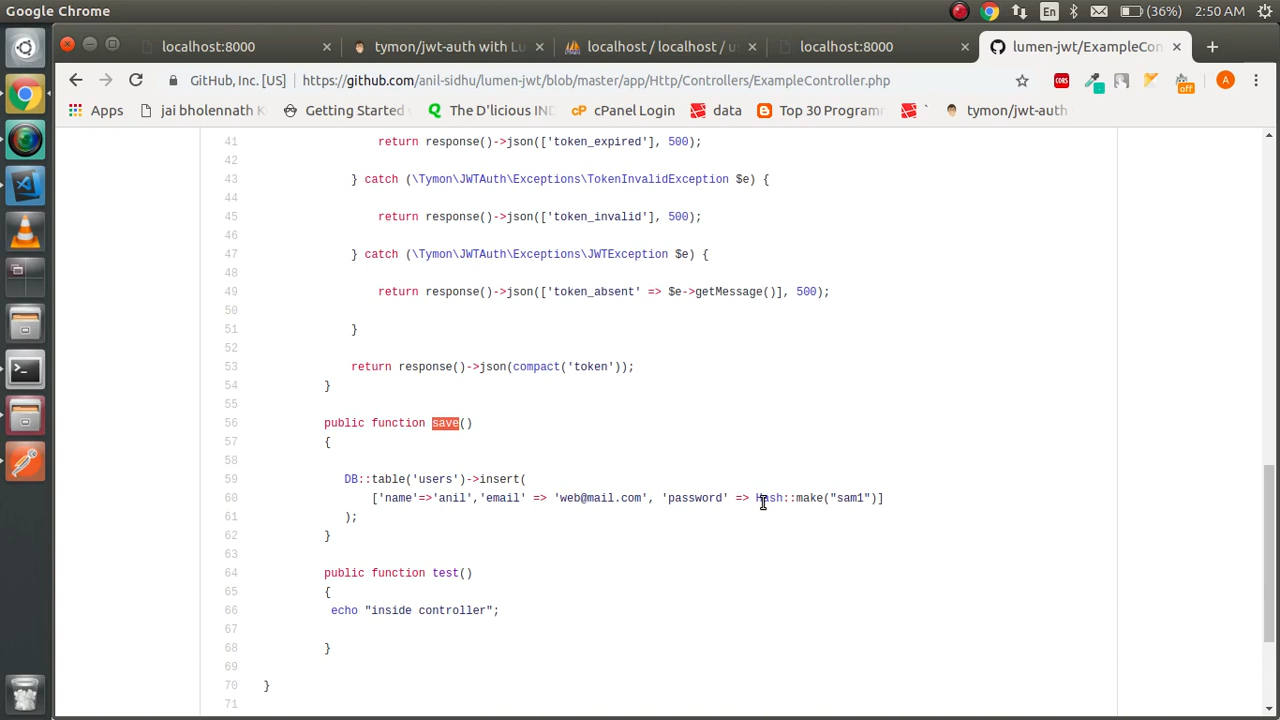 Google Chrome
En
(36%)
2:50 AM
localhost:8000
tymon/jwt-auth with Lu
localhost / localhost / u
localhost:8000
lumen-jwt/ExampleCon
GitHub, Inc. [US]
https://github.com/anil-sidhu/lumen-jwt/blob/master/app/Http/Controllers/ExampleController.php
CORS
off
A
Apps
jai bholennath K
Getting Started
The D'licious IND
cPanel Login
data
Top 30 Programm
`
tymon/jwt-auth
41 return response()->json(['token_expired'], 500);
42
43 } catch (\Tymon\JWTAuth\Exceptions\TokenInvalidException $e) {
44
45 return response()->json(['token_invalid'], 500);
46
47 } catch (\Tymon\JWTAuth\Exceptions\JWTException $e) {
48
49 return response()->json(['token_absent' => $e->getMessage()], 500);
50
51 }
52
53 return response()->json(compact('token'));
54 }
55
56 public function save()
57 {
58
59 DB::table('users')->insert(
60 ['name'=>'anil','email' => 'web@mail.com', 'password' => Hash::make("sam1")]
61 );
62 }
63
64 public function test()
65 {
66 echo "inside controller";
67
68 }
69
70 }
71